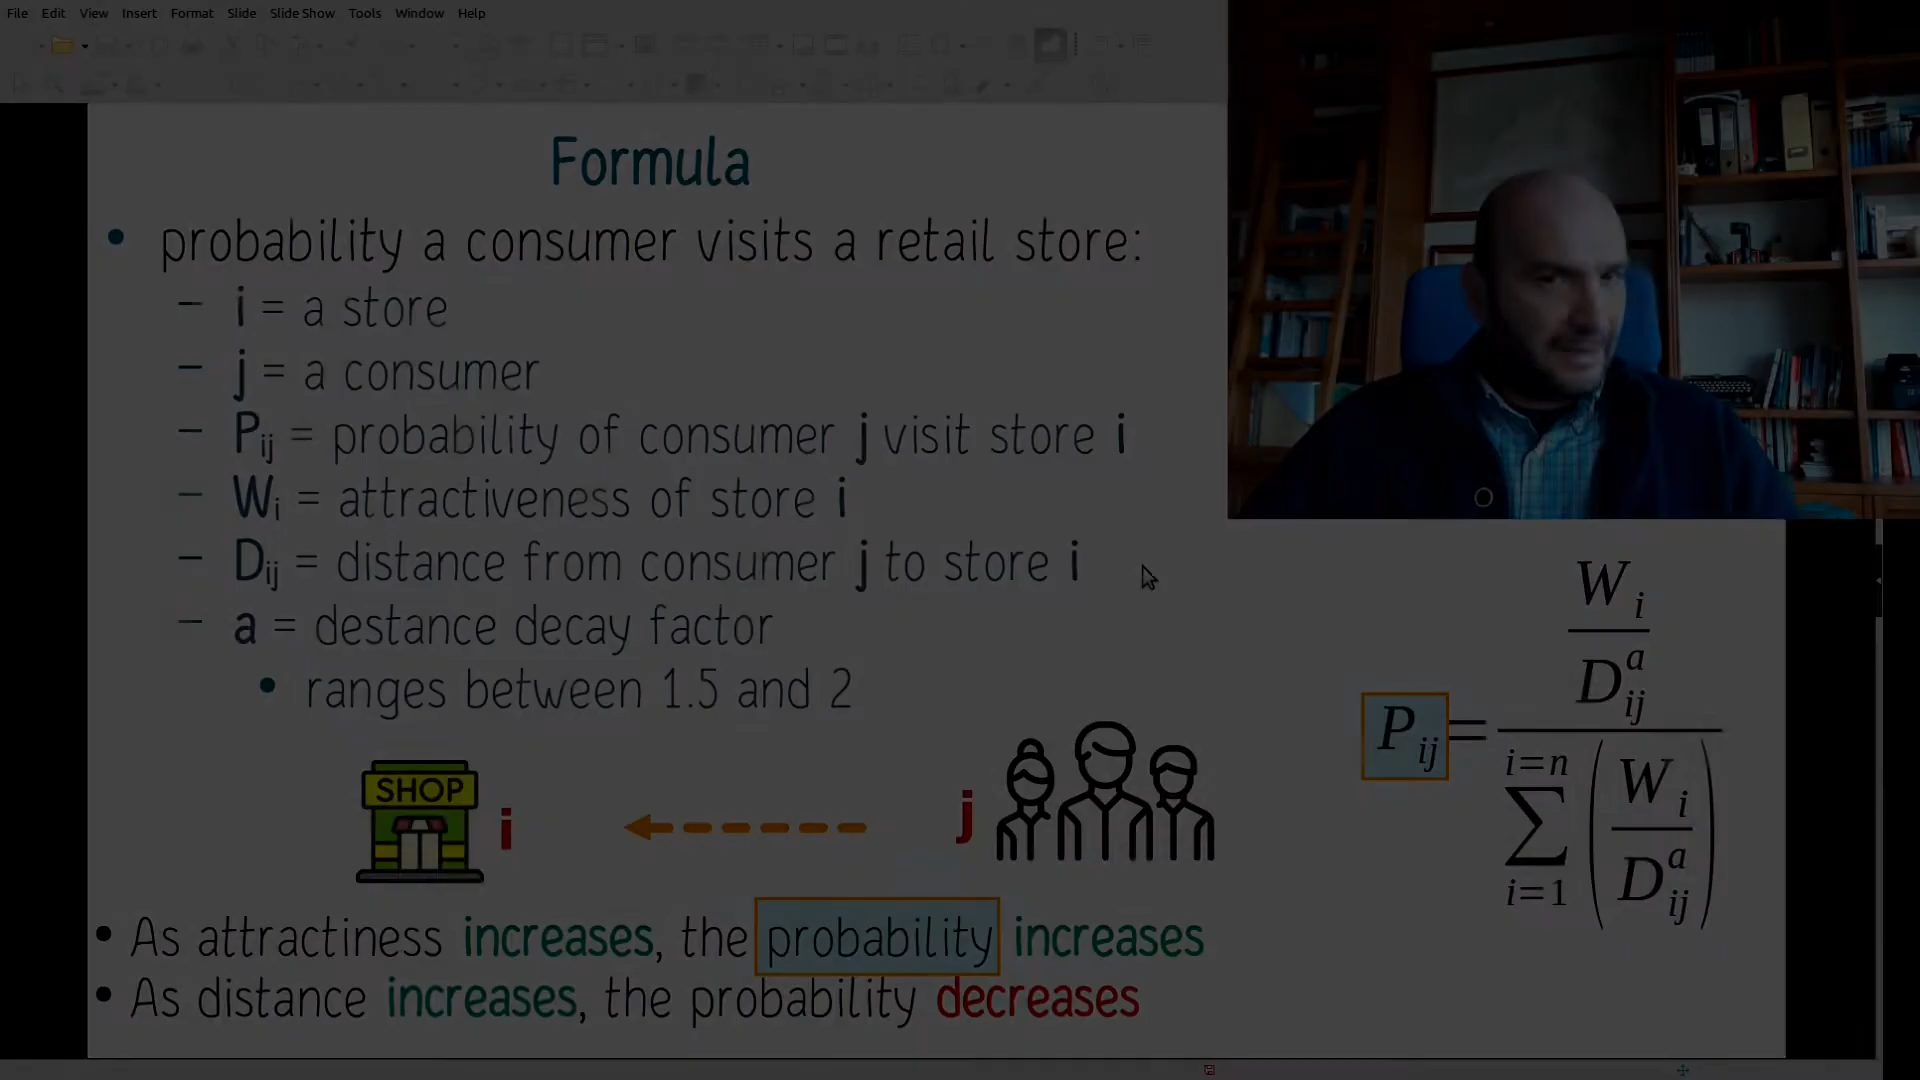 File Edit View Insert Format Slide Slide Show Tools Window Help
Formula
• probability a consumer visits a retail store:
– i = a store
– j = a consumer
– Pij = probability of consumer j visit store i
– Wi = attractiveness of store i
– Dij = distance from consumer j to store i
– a = destance decay factor
• ranges between 1.5 and 2
SHOP i j
Pij = (Wi / Dij^a) / ∑ i=1 i=n (Wi / Dij^a)
• As attractiness increases, the probability increases
• As distance increases, the probability decreases